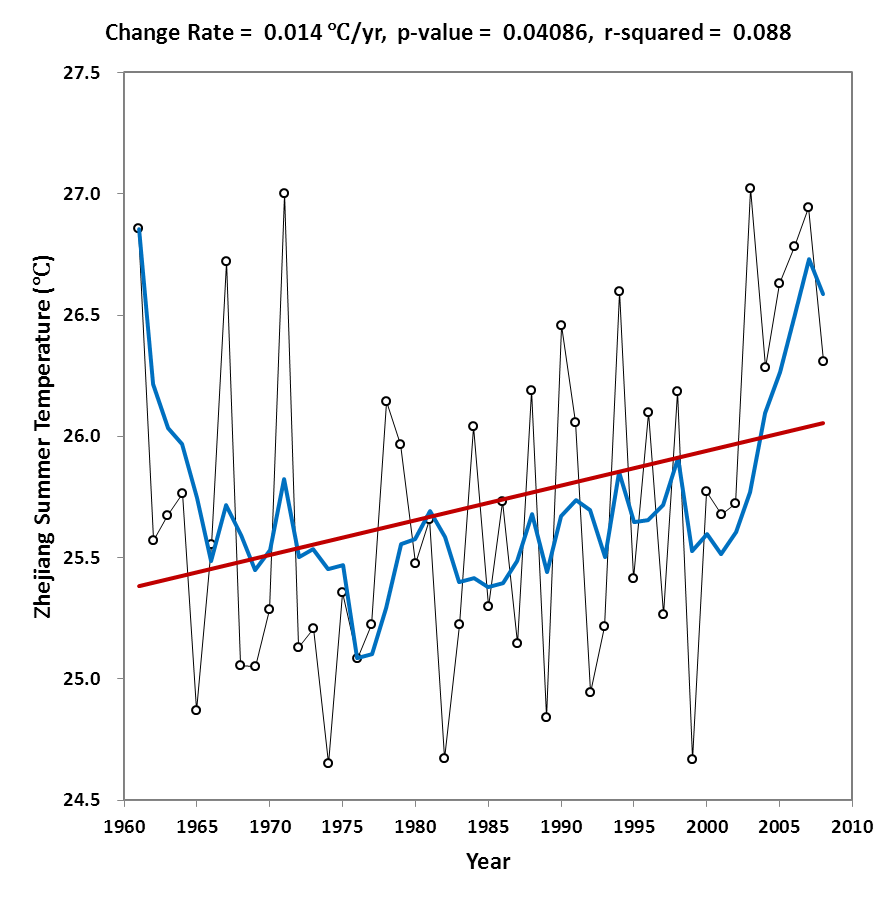 Change Rate = 0.014 ℃/yr, p-value = 0.04086, r-squared = 0.088
27.5
27.0
26.5
26.0
25.5
25.0
24.5
Zhejiang Summer Temperature (℃)
1960 1965 1970 1975 1980 1985 1990 1995 2000 2005 2010
Year